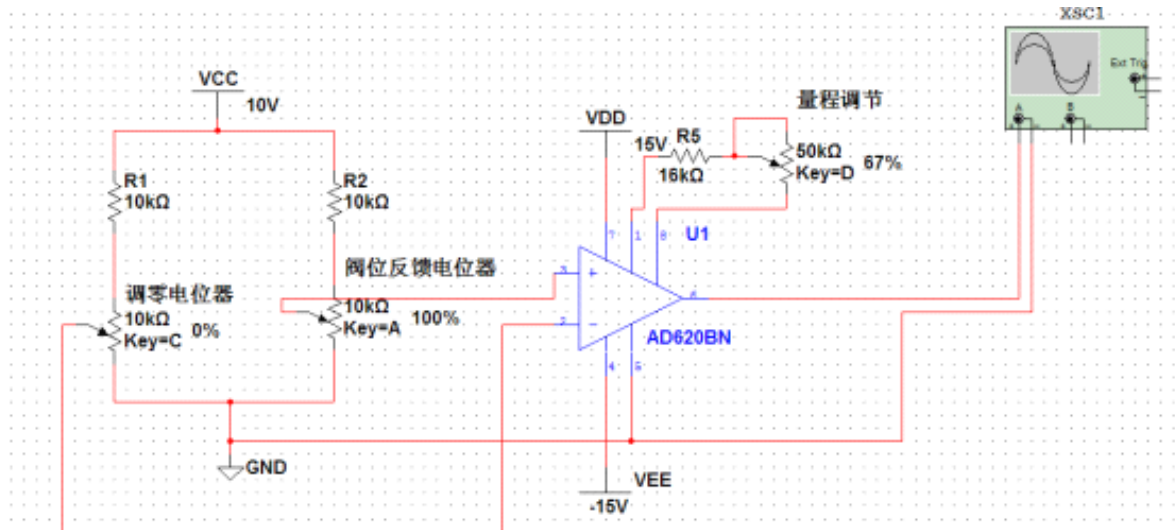 XSC1
Ext Trig
A
B
VCC
10V
量程调节
VDD
15V
R5
16kΩ
50kΩ
Key=D
67%
R1
10kΩ
R2
10kΩ
7
1
8
U1
阀位反馈电位器
3
调零电位器
10kΩ
Key=C
0%
10kΩ
Key=A
100%
2
6
AD620BN
4
5
GND
VEE
-15V